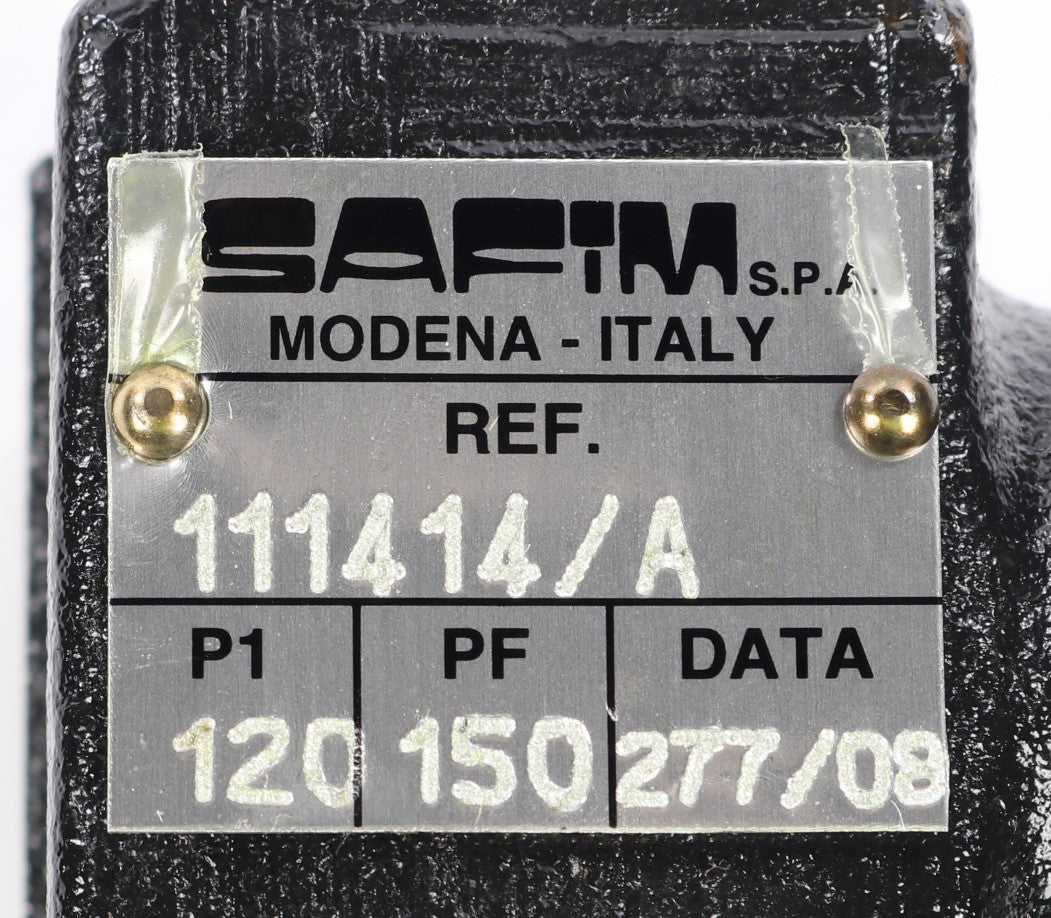 SAFiM S.P.A.
MODENA - ITALY
REF.
111414/A
P1 PF DATA
120 150 277/08